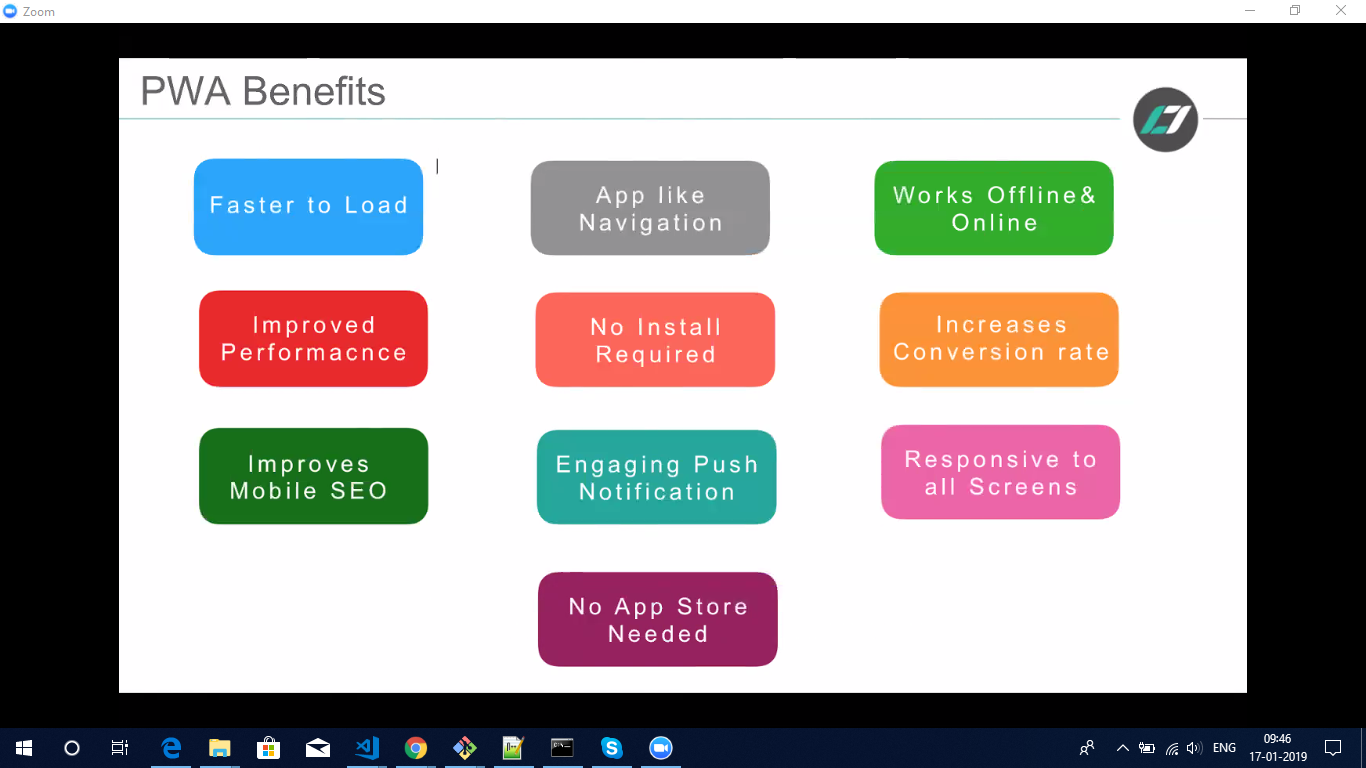 Zoom
PWA Benefits
Faster to Load
App like
Navigation
Works Offline&
Online
Improved
Performacnce
No Install
Required
Increases
Conversion rate
Improves
Mobile SEO
Engaging Push
Notification
Responsive to
all Screens
No App Store
Needed
ENG
09:46
17-01-2019